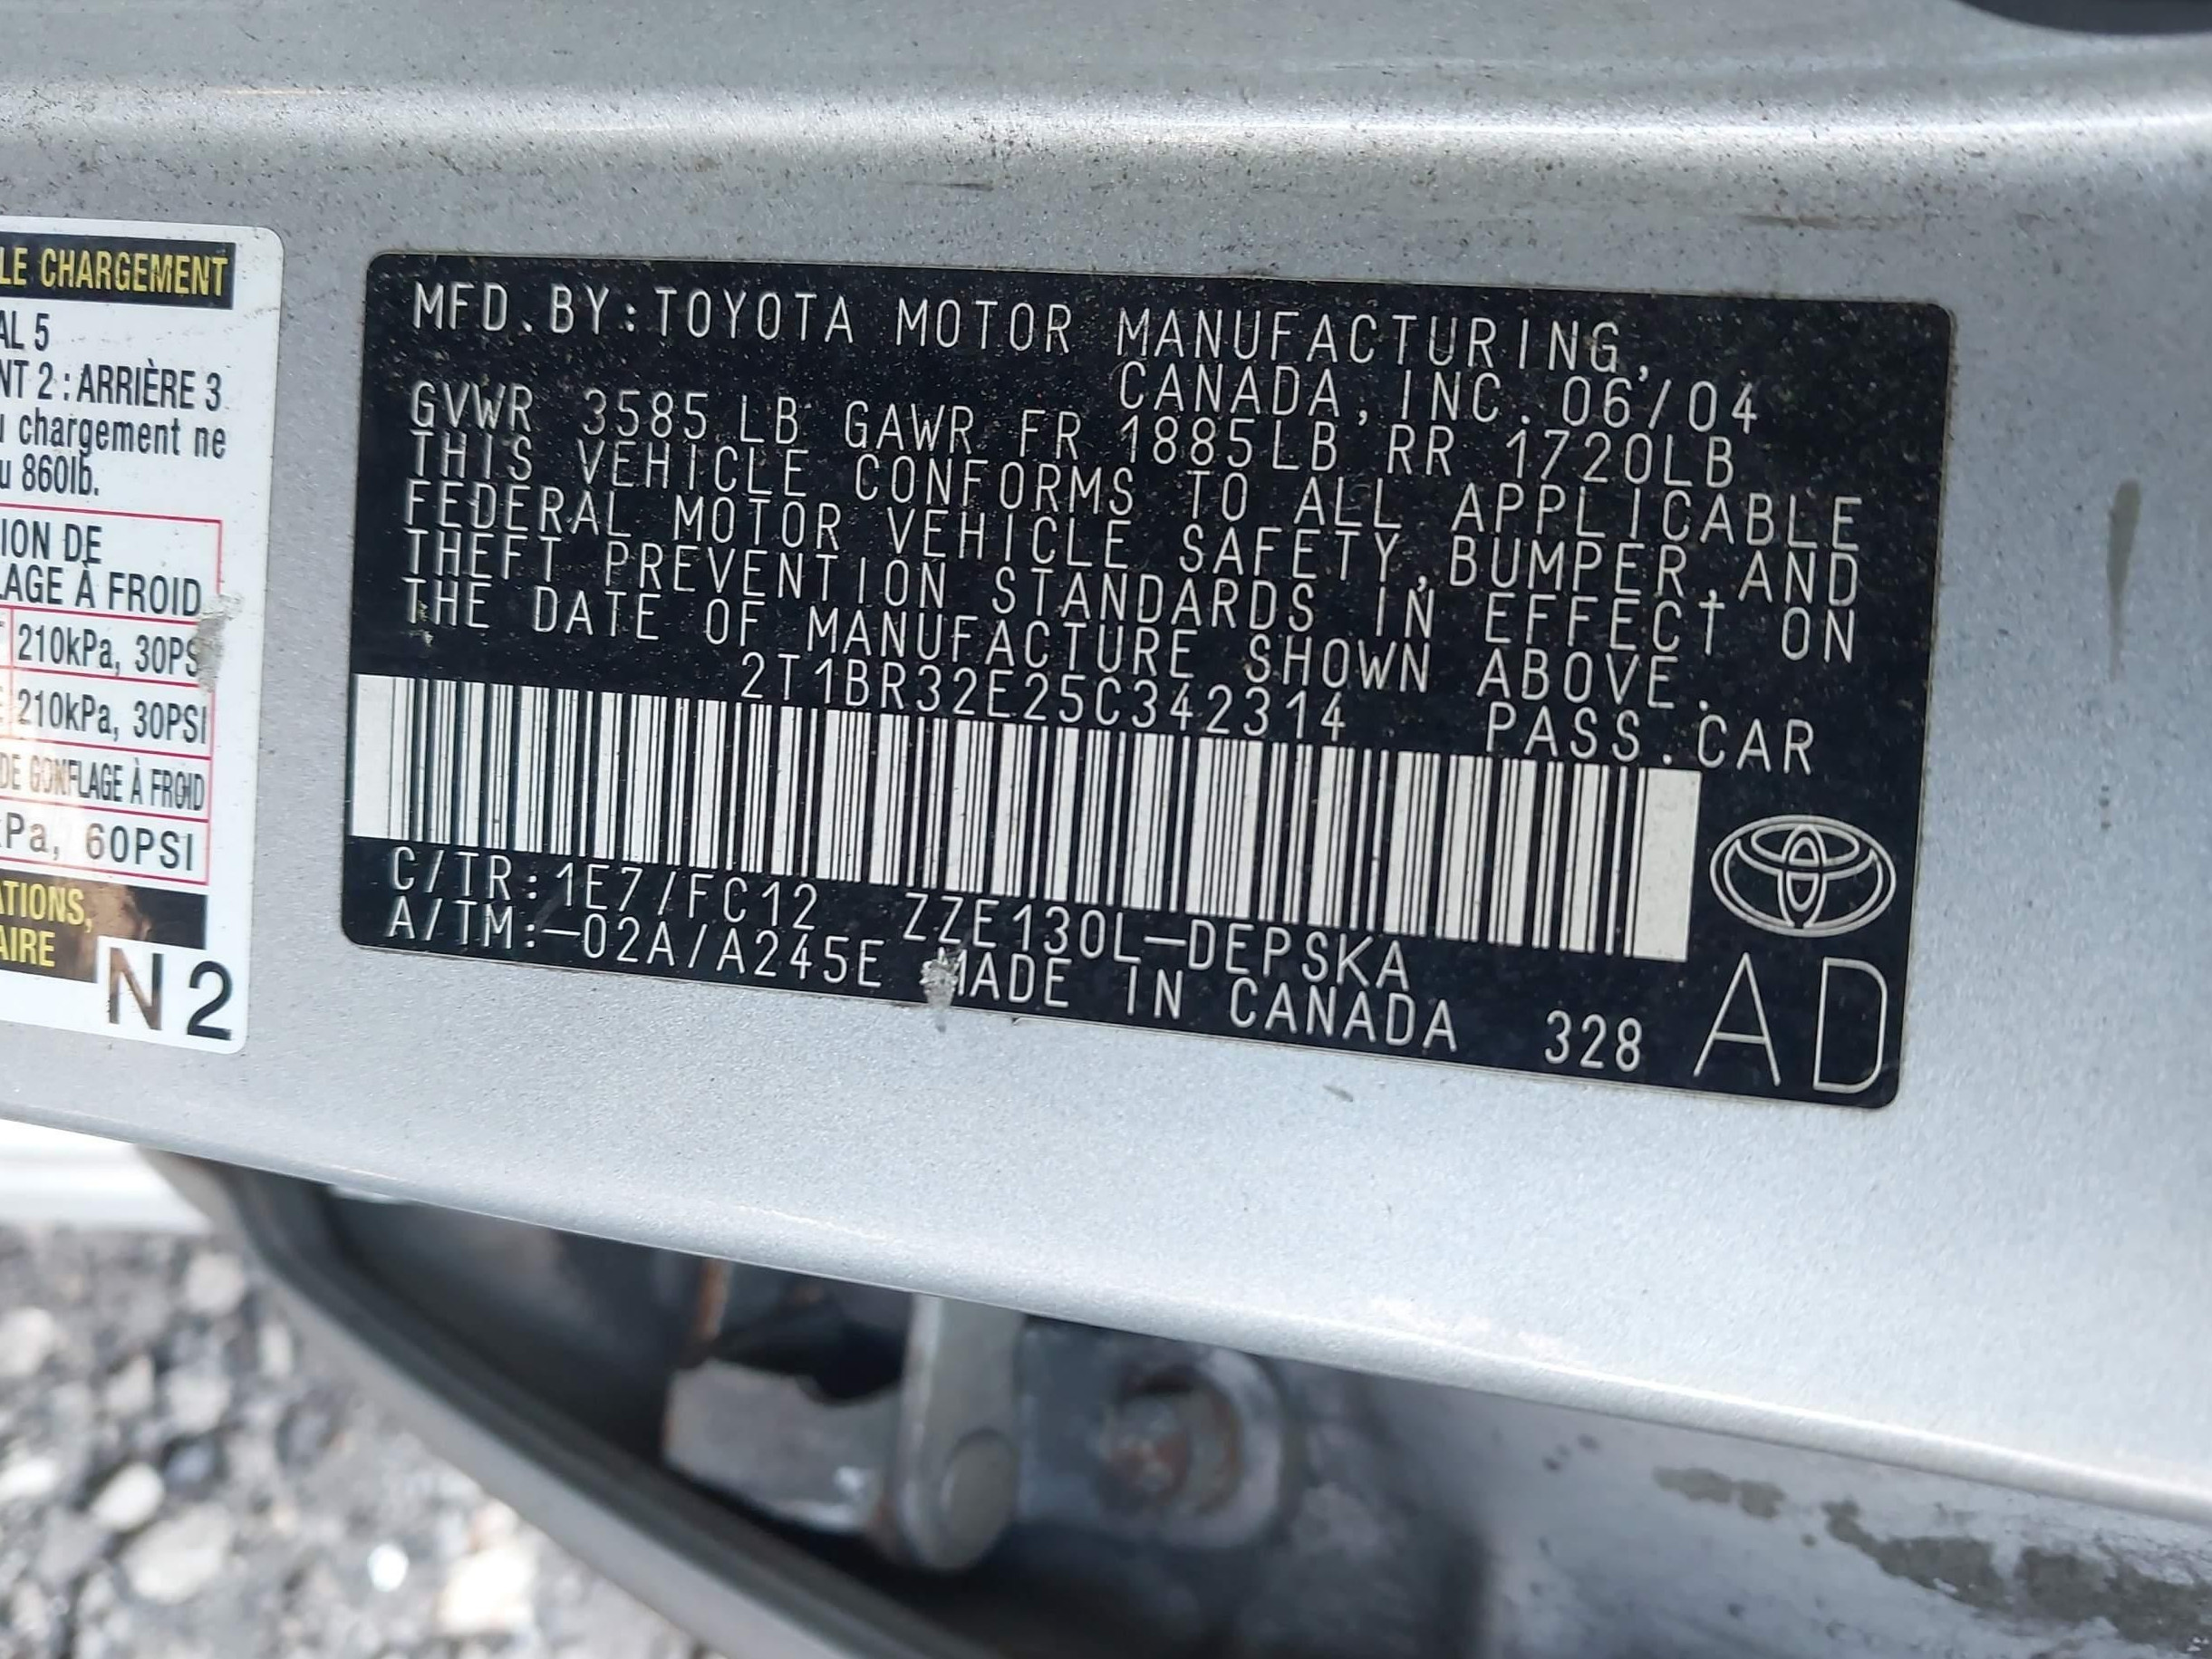 LE CHARGEMENT
AL 5
NT 2 : ARRIÈRE 3
u chargement ne
u 860lb.
ION DE
LAGE À FROID
210kPa, 30PSI
210kPa, 30PSI
DE GONFLAGE À FROID
kPa, 60PSI
ATIONS,
AIRE
N2
MFD.BY:TOYOTA MOTOR MANUFACTURING,
CANADA,INC. 06/04
GVWR 3585 LB GAWR FR 1885LB RR 1720LB
THIS VEHICLE CONFORMS TO ALL APPLICABLE
FEDERAL MOTOR VEHICLE SAFETY,BUMPER,AND
THEFT PREVENTION STANDARDS IN EFFECT ON
THE DATE OF MANUFACTURE SHOWN ABOVE.
2T1BR32E25C342314 PASS.CAR
C/TR:1E7/FC12 ZZE130L-DEPSKA
A/TM:-02A/A245E MADE IN CANADA 328 AD